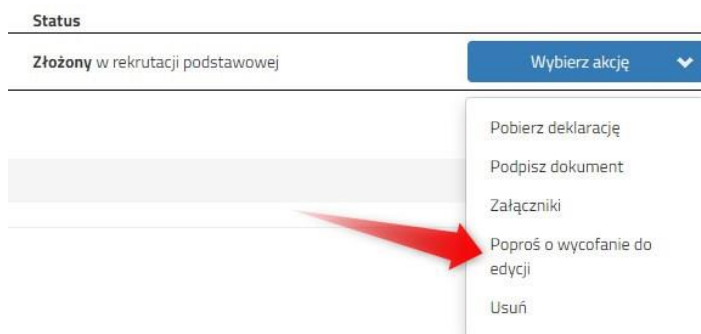 Status
Złożony w rekrutacji podstawowej
Wybierz akcję
Pobierz deklarację
Podpisz dokument
Załączniki
Poproś o wycofanie do
edycji
Usuń